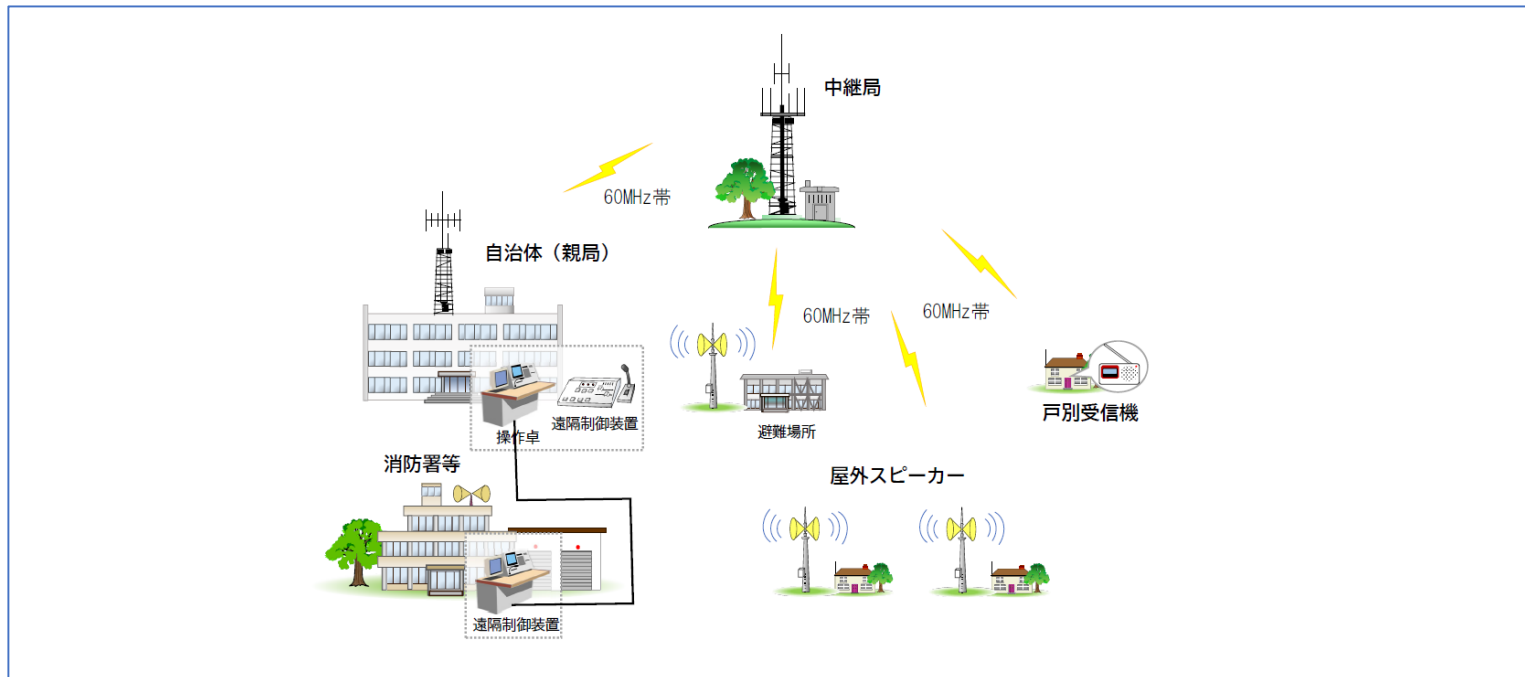 中継局
60MHz帯
自治体（親局）
60MHz帯
60MHz帯
戸別受信機
遠隔制御装置
操作卓
避難場所
消防署等
屋外スピーカー
遠隔制御装置